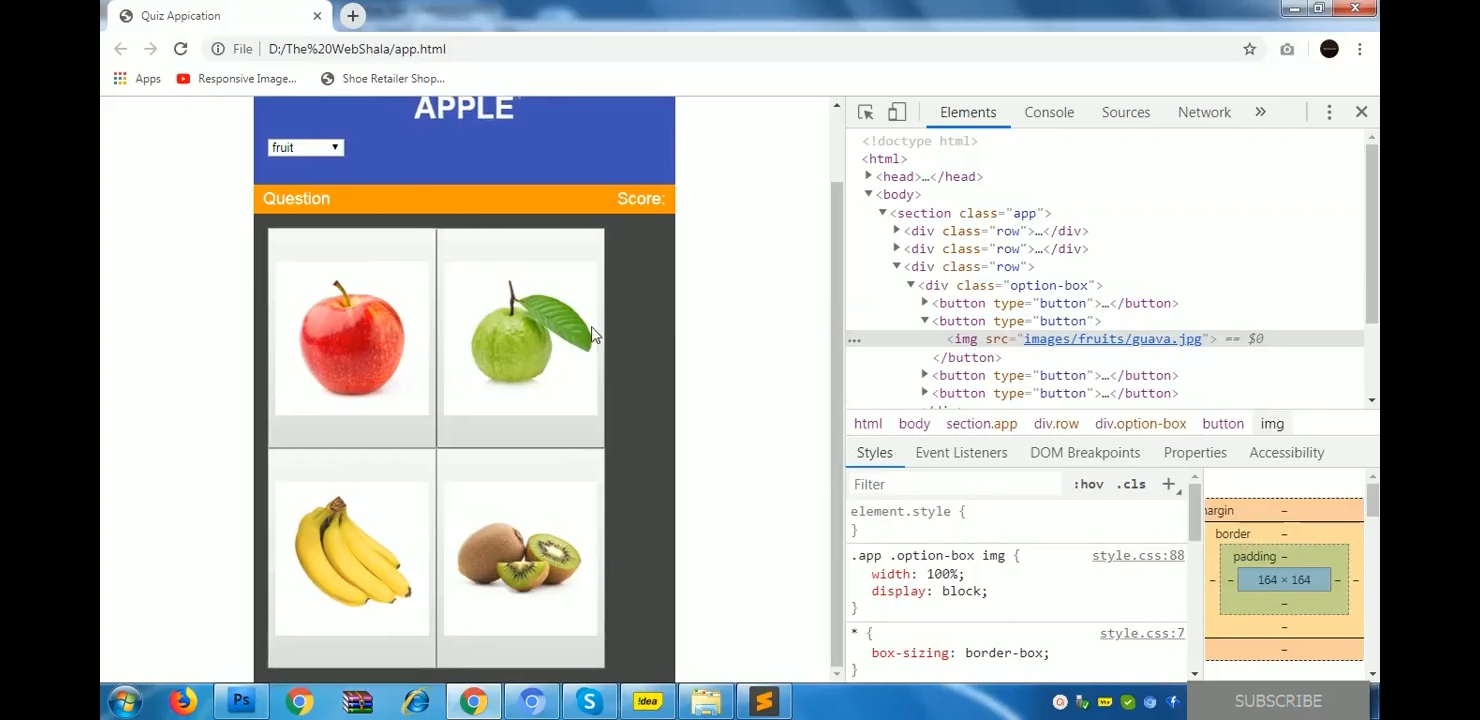 Quiz Appication
File D:/The%20WebShala/app.html
Apps Responsive Image... Shoe Retailer Shop...
APPLE
fruit
Question Score:
Elements Console Sources Network
<!doctype html>
<html>
<head>…</head>
<body>
<section class="app">
<div class="row">…</div>
<div class="row">…</div>
<div class="row">
<div class="option-box">
<button type="button">…</button>
<button type="button">
<img src="images/fruits/guava.jpg"> == $0
</button>
<button type="button">…</button>
<button type="button">…</button>
html body section.app div.row div.option-box button img
Styles Event Listeners DOM Breakpoints Properties Accessibility
Filter :hov .cls
element.style {
}
.app .option-box img { style.css:88
width: 100%;
display: block;
}
* { style.css:7
box-sizing: border-box;
}
margin –
border –
padding –
164 × 164
Ps
!dea
SUBSCRIBE